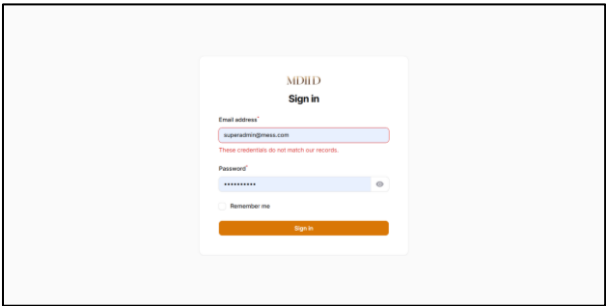 MDIID
Sign in
Email address*
superadmin@mess.com
These credentials do not match our records.
Password*
••••••••••
Remember me
Sign in